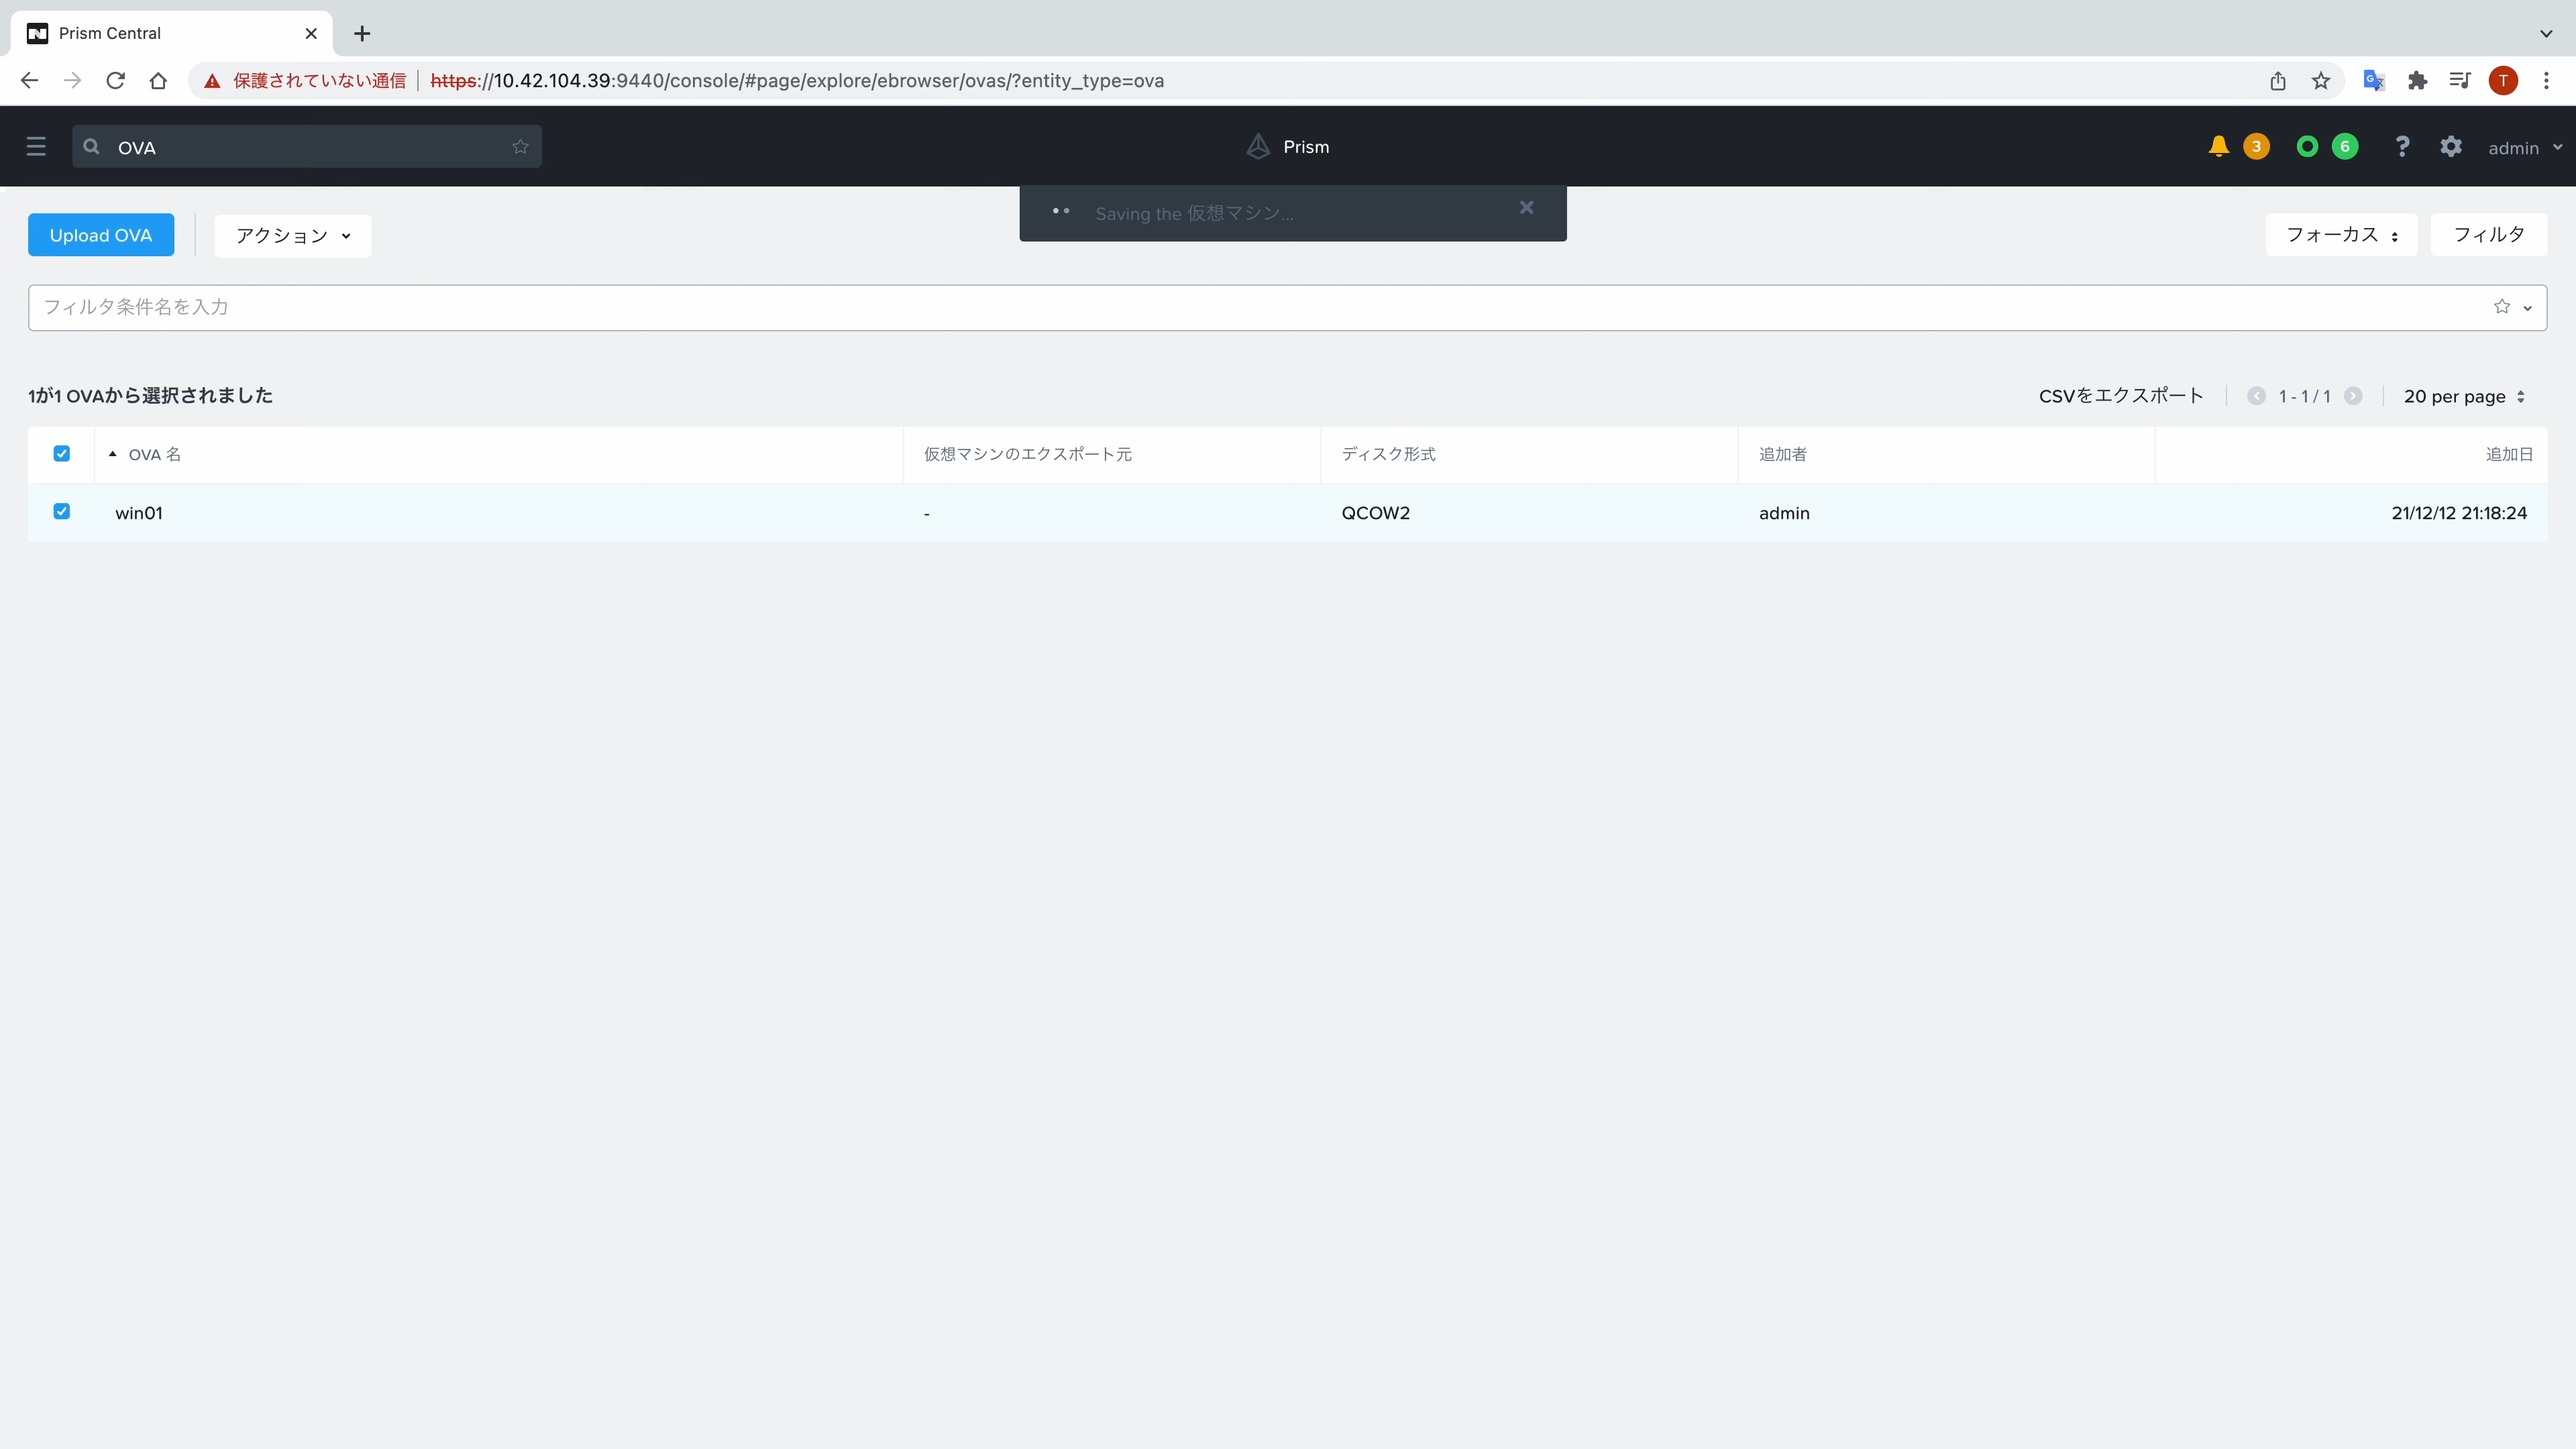 Prism Central
保護されていない通信 https://10.42.104.39:9440/console/#page/explore/ebrowser/ovas/?entity_type=ova
T
OVA
Prism
3
6
?
admin
Saving the 仮想マシン...
Upload OVA
アクション
フォーカス
フィルタ
フィルタ条件名を入力
1が1 OVAから選択されました
CSVをエクスポート
1 - 1 / 1
20 per page
OVA 名 仮想マシンのエクスポート元 ディスク形式 追加者 追加日
win01 - QCOW2 admin 21/12/12 21:18:24